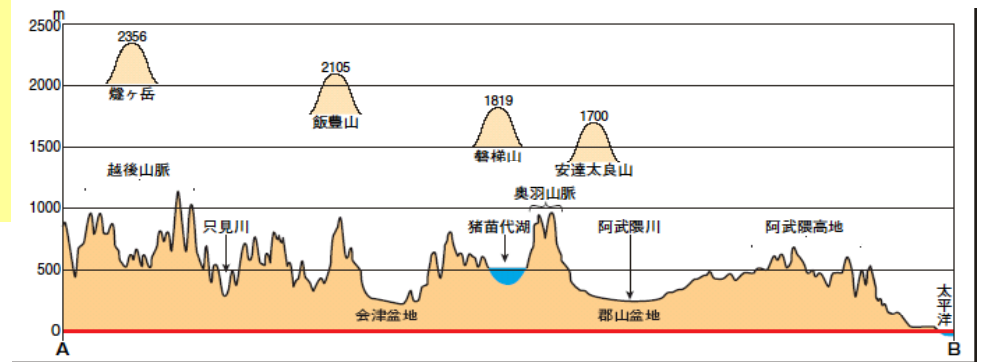 m
2500
2356
2105
燧ヶ岳
2000
飯豊山
1819
1700
1500
磐梯山
安達太良山
越後山脈
奥羽山脈
1000
只見川
猪苗代湖
阿武隈川
阿武隈高地
500
会津盆地
郡山盆地
太平洋
0
A
B